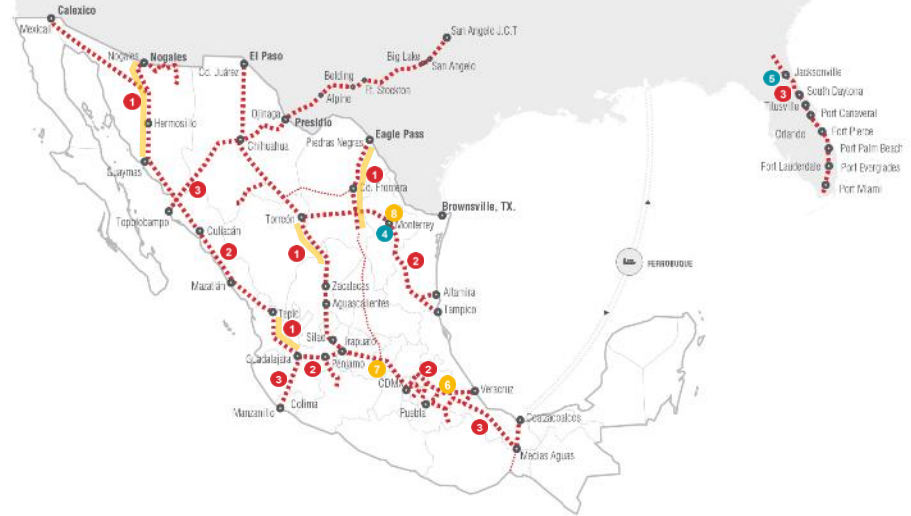 Calexico
Mexicali
Nogales
Nogales
El Paso
Cd. Juárez
San Angelo J.C.T
Big Lake
San Angelo
Belding
Ft. Stockton
Alpine
Ojinaga
Presidio
Eagle Pass
Piedras Negras
Chihuahua
Hermosillo
Guaymas
1
1
3
Cd. Frontera
Topolobampo
Torreón
8
Monterrey
4
Brownsville, TX.
Culiacán
2
1
2
Mazatlán
Zacatecas
Aguascalientes
Altamira
Tampico
Tepic
1
Silao
Irapuato
Guadalajara
2
Pénjamo
7
3
CDMX
2
6
Veracruz
Manzanillo
Colima
Puebla
3
Coatzacoalcos
Medias Aguas
FERROBUQUE
Jacksonville
5
3
South Daytona
Titusville
Port Canaveral
Orlando
Fort Pierce
Port Palm Beach
Fort Lauderdale
Port Everglades
Port Miami